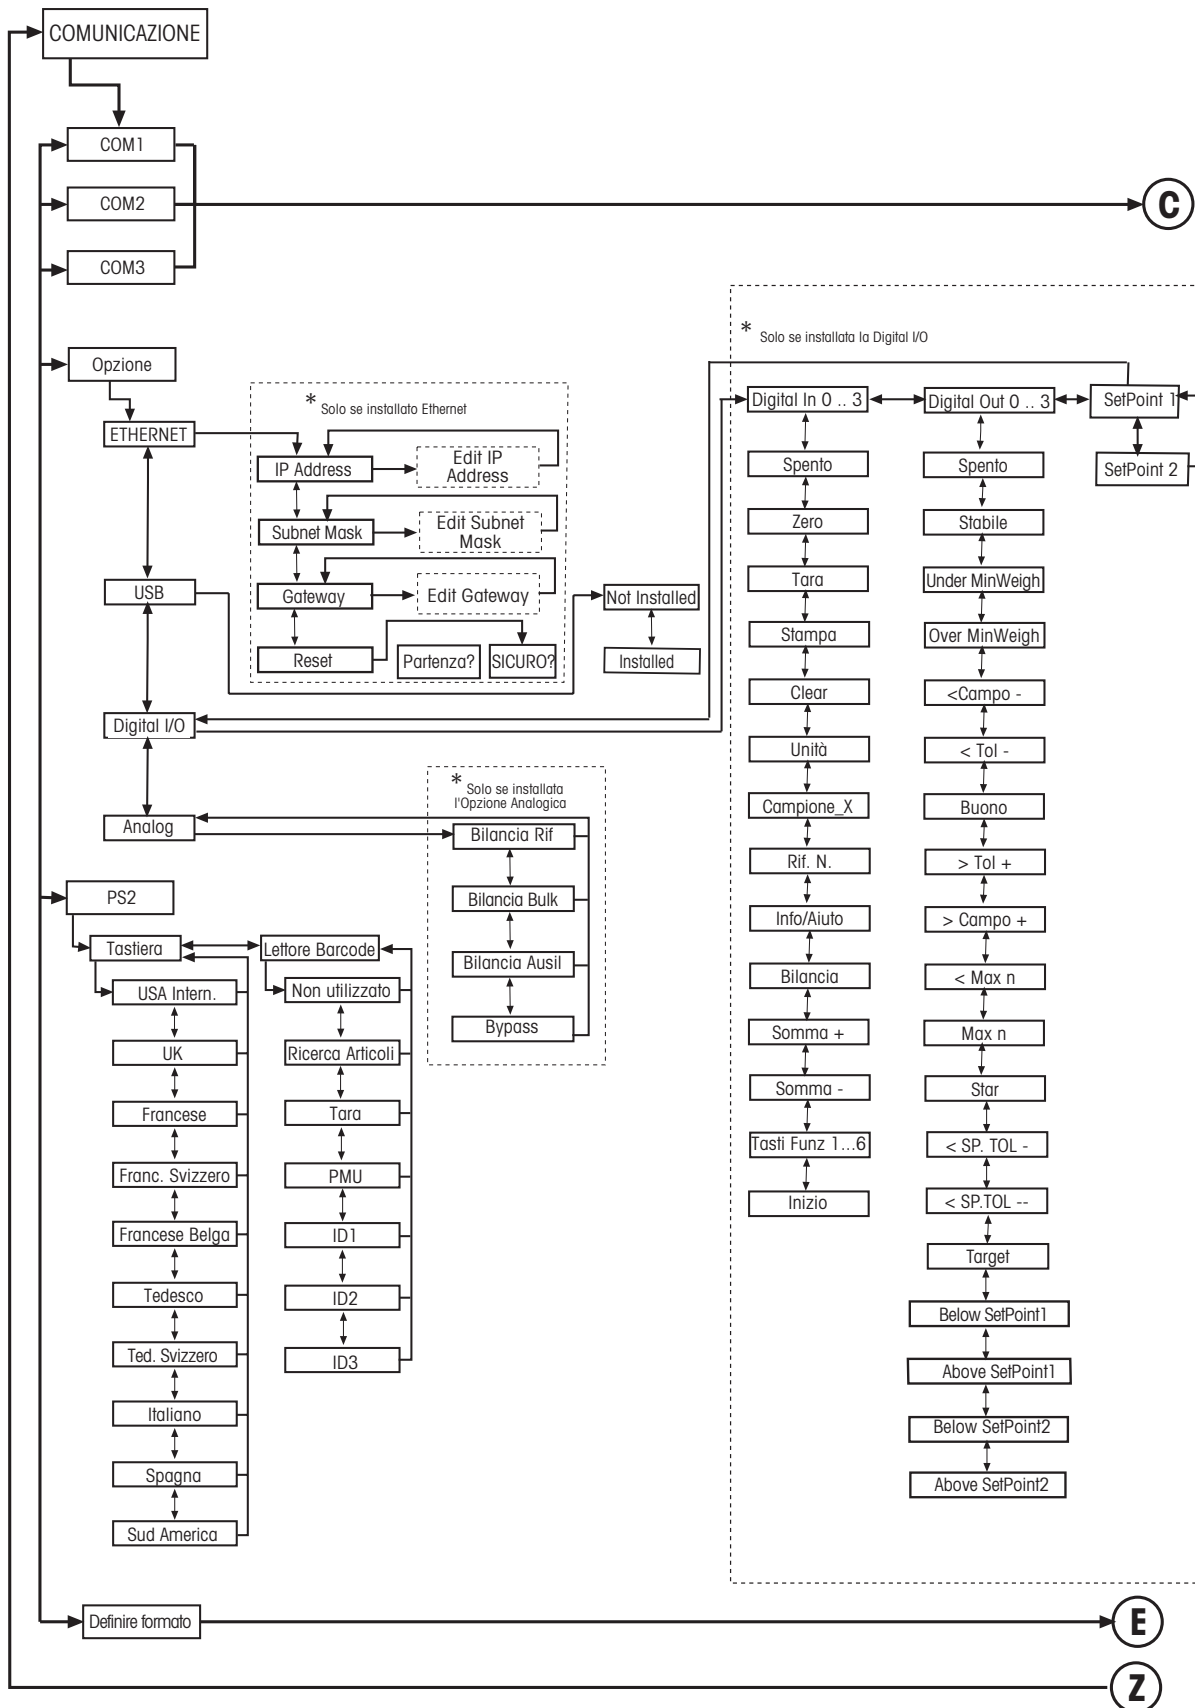 COMUNICAZIONE
COM1
COM2
C
COM3
Opzione
ETHERNET
* Solo se installato Ethernet
IP Address
Edit IP
Address
Subnet Mask
Edit Subnet
Mask
Gateway
Edit Gateway
Reset
Partenza?
SICURO?
USB
Not Installed
Installed
Digital I/O
Analog
* Solo se installata
l'Opzione Analogica
Bilancia Rif
Bilancia Bulk
Bilancia Ausil
Bypass
PS2
Tastiera
USA Intern.
UK
Francese
Franc. Svizzero
Francese Belga
Tedesco
Ted. Svizzero
Italiano
Spagna
Sud America
Lettore Barcode
Non utilizzato
Ricerca Articoli
Tara
PMU
ID1
ID2
ID3
* Solo se installata la Digital I/O
Digital In 0 .. 3
Spento
Zero
Tara
Stampa
Clear
Unità
Campione_X
Rif. N.
Info/Aiuto
Bilancia
Somma +
Somma -
Tasti Funz 1...6
Inizio
Digital Out 0 .. 3
Spento
Stabile
Under MinWeigh
Over MinWeigh
<Campo -
< Tol -
Buono
> Tol +
> Campo +
< Max n
Max n
Star
< SP. TOL -
< SP.TOL --
Target
Below SetPoint1
Above SetPoint1
Below SetPoint2
Above SetPoint2
SetPoint 1
SetPoint 2
Definire formato
E
Z